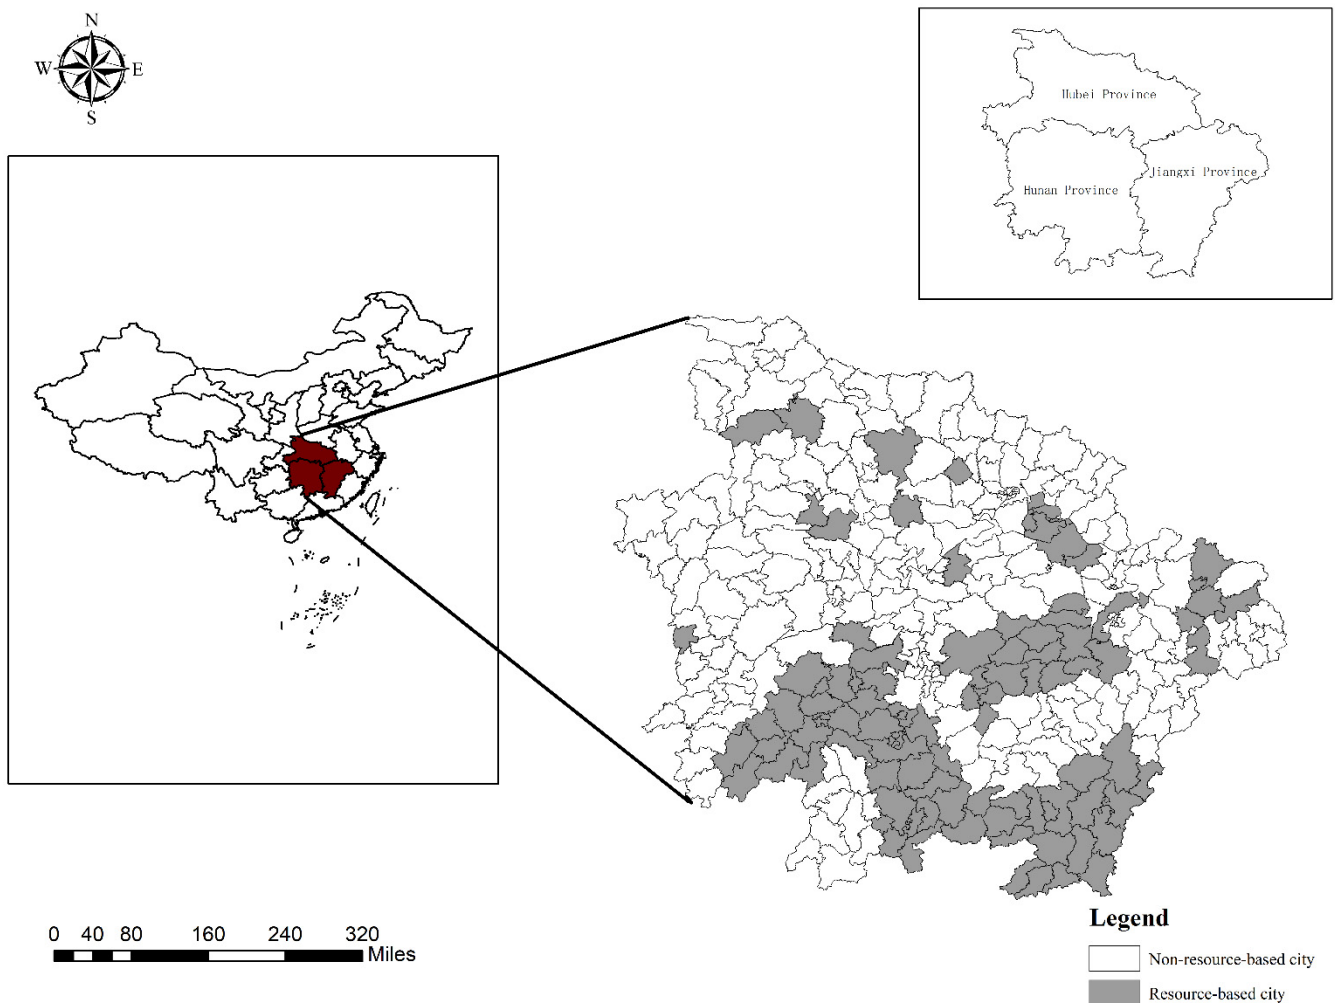 N
W E
S
Hubei Province
Hunan Province
Jiangxi Province
0 40 80 160 240 320
Miles
Legend
Non-resource-based city
Resource-based city